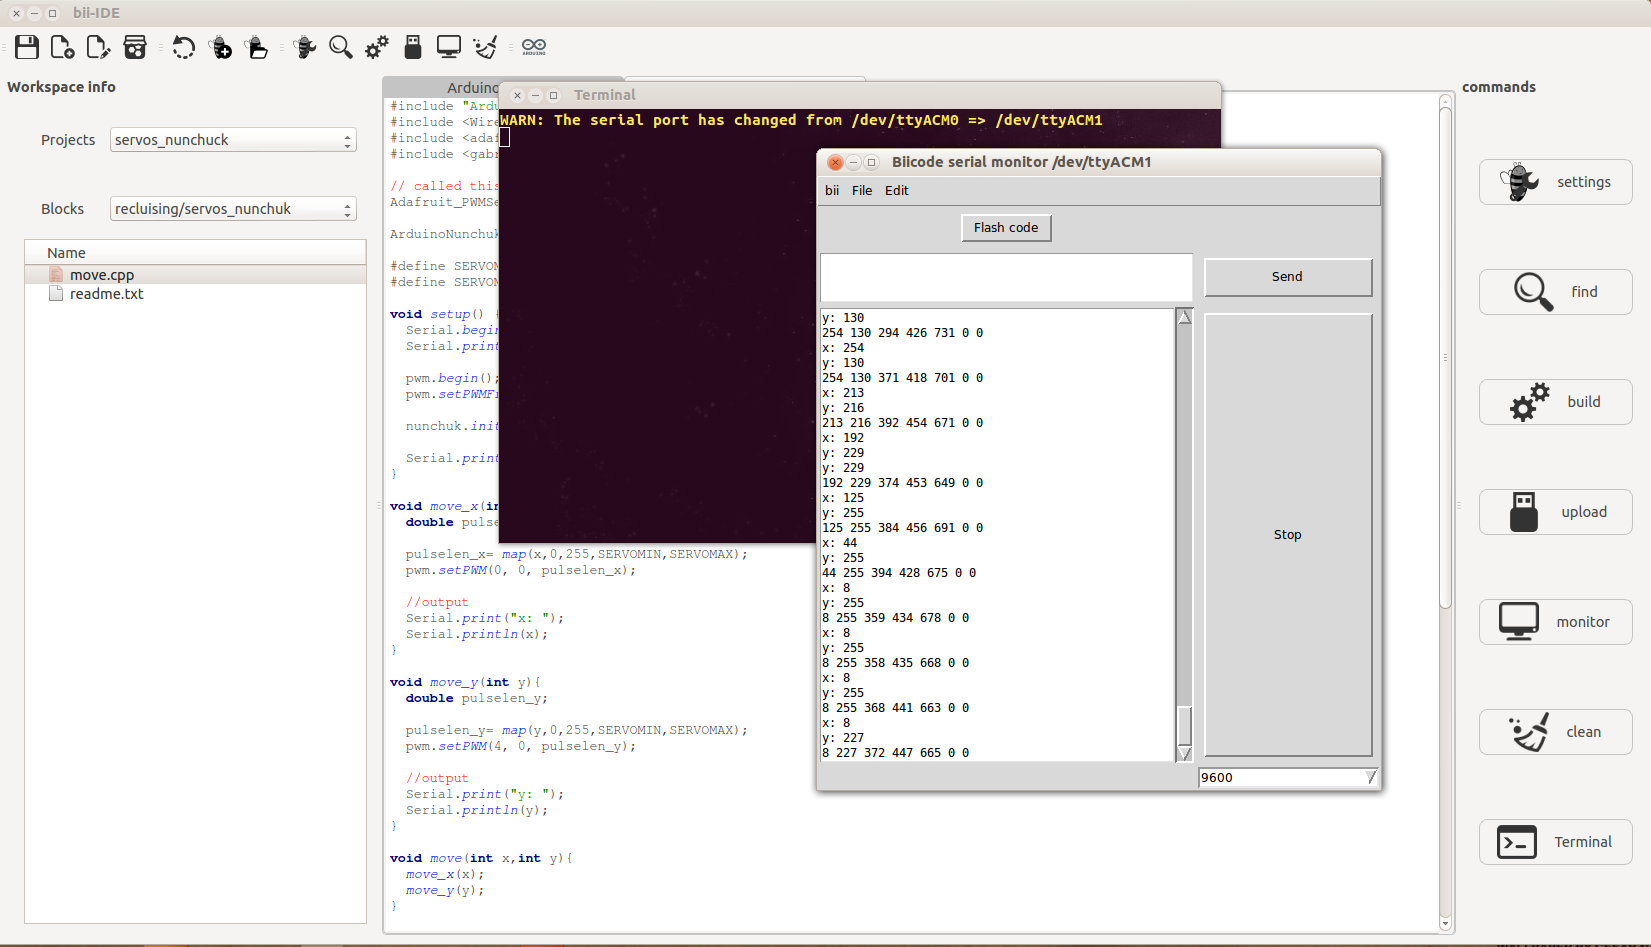 bii-IDE
ARDUINO
Workspace info
Projects
servos_nunchuck
Blocks
recluising/servos_nunchuk
Name
move.cpp
readme.txt
Arduino
#include "Ardu
#include <Wire
#include <adaf
#include <gabr
// called this
Adafruit_PWMSe
ArduinoNunchuk
#define SERVOM
#define SERVOM
void setup() {
Serial.begin
Serial.print
pwm.begin();
pwm.setPWMFr
nunchuk.init
Serial.print
}
void move_x(in
double pulse
pulselen_x= map(x,0,255,SERVOMIN,SERVOMAX);
pwm.setPWM(0, 0, pulselen_x);
//output
Serial.print("x: ");
Serial.println(x);
}
void move_y(int y){
double pulselen_y;
pulselen_y= map(y,0,255,SERVOMIN,SERVOMAX);
pwm.setPWM(4, 0, pulselen_y);
//output
Serial.print("y: ");
Serial.println(y);
}
void move(int x,int y){
move_x(x);
move_y(y);
}
Terminal
WARN: The serial port has changed from /dev/ttyACM0 => /dev/ttyACM1
Biicode serial monitor /dev/ttyACM1
bii File Edit
Flash code
Send
y: 130
254 130 294 426 731 0 0
x: 254
y: 130
254 130 371 418 701 0 0
x: 213
y: 216
213 216 392 454 671 0 0
x: 192
y: 229
y: 229
192 229 374 453 649 0 0
x: 125
y: 255
125 255 384 456 691 0 0
x: 44
y: 255
44 255 394 428 675 0 0
x: 8
y: 255
8 255 359 434 678 0 0
x: 8
y: 255
8 255 358 435 668 0 0
x: 8
y: 255
8 255 368 441 663 0 0
x: 8
y: 227
8 227 372 447 665 0 0
Stop
9600
commands
settings
find
build
upload
monitor
clean
Terminal